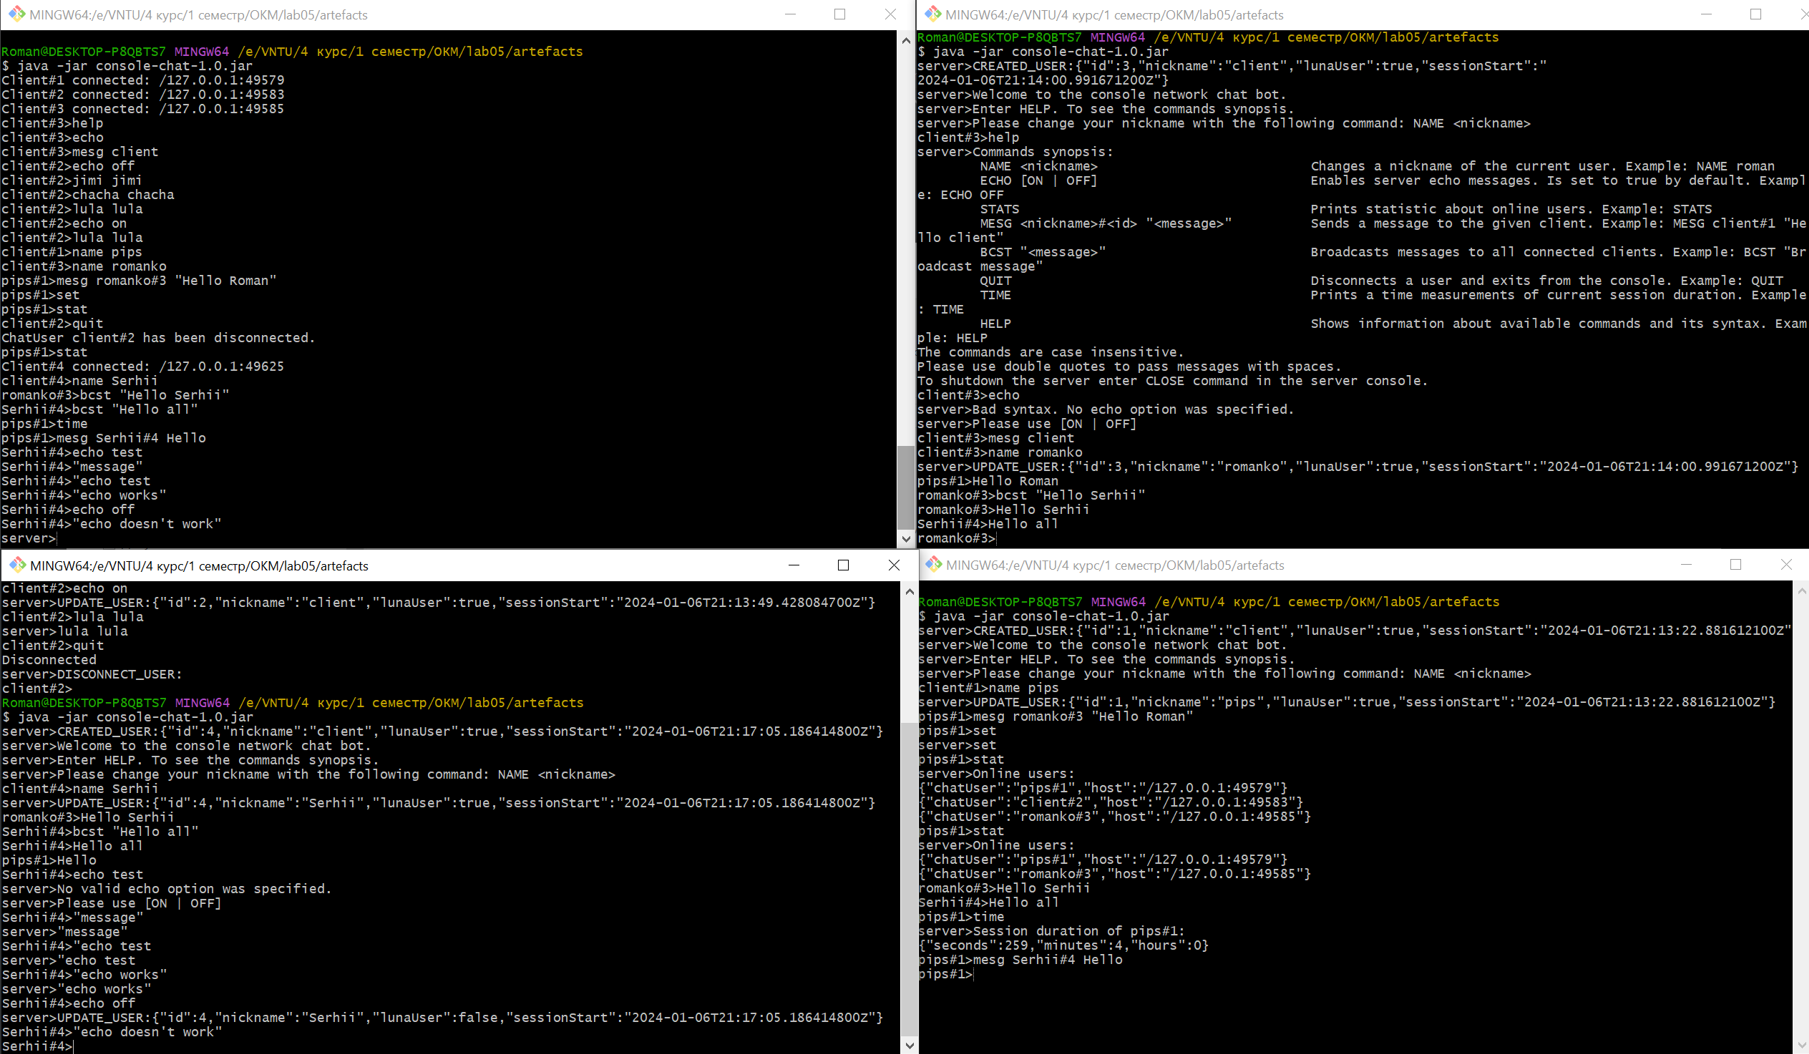 MINGW64:/e/VNTU/4 курс/1 семестр/ОКМ/lab05/artefacts
Roman@DESKTOP-P8QBTS7 MINGW64 /e/VNTU/4 курс/1 семестр/ОКМ/lab05/artefacts
$ java -jar console-chat-1.0.jar
Client#1 connected: /127.0.0.1:49579
Client#2 connected: /127.0.0.1:49583
Client#3 connected: /127.0.0.1:49585
client#3>help
client#3>echo
client#3>mesg client
client#2>echo off
client#2>jimi jimi
client#2>chacha chacha
client#2>lula lula
client#2>echo on
client#2>lula lula
client#1>name pips
client#3>name romanko
pips#1>mesg romanko#3 "Hello Roman"
pips#1>set
pips#1>stat
client#2>quit
ChatUser client#2 has been disconnected.
pips#1>stat
Client#4 connected: /127.0.0.1:49625
client#4>name Serhii
romanko#3>bcst "Hello Serhii"
Serhii#4>bcst "Hello all"
pips#1>time
pips#1>mesg Serhii#4 Hello
Serhii#4>echo test
Serhii#4>"message"
Serhii#4>"echo test
Serhii#4>"echo works"
Serhii#4>echo off
Serhii#4>"echo doesn't work"
server>
MINGW64:/e/VNTU/4 курс/1 семестр/ОКМ/lab05/artefacts
Roman@DESKTOP-P8QBTS7 MINGW64 /e/VNTU/4 курс/1 семестр/ОКМ/lab05/artefacts
$ java -jar console-chat-1.0.jar
server>CREATED_USER:{"id":3,"nickname":"client","lunaUser":true,"sessionStart":"
2024-01-06T21:14:00.991671200Z"}
server>Welcome to the console network chat bot.
server>Enter HELP. To see the commands synopsis.
server>Please change your nickname with the following command: NAME <nickname>
client#3>help
server>Commands synopsis:
NAME <nickname> Changes a nickname of the current user. Example: NAME roman
ECHO [ON | OFF] Enables server echo messages. Is set to true by default. Exampl
e: ECHO OFF
STATS Prints statistic about online users. Example: STATS
MESG <nickname>#<id> "<message>" Sends a message to the given client. Example: MESG client#1 "He
llo client"
BCST "<message>" Broadcasts messages to all connected clients. Example: BCST "Br
oadcast message"
QUIT Disconnects a user and exits from the console. Example: QUIT
TIME Prints a time measurements of current session duration. Example
: TIME
HELP Shows information about available commands and its syntax. Exam
ple: HELP
The commands are case insensitive.
Please use double quotes to pass messages with spaces.
To shutdown the server enter CLOSE command in the server console.
client#3>echo
server>Bad syntax. No echo option was specified.
server>Please use [ON | OFF]
client#3>mesg client
client#3>name romanko
server>UPDATE_USER:{"id":3,"nickname":"romanko","lunaUser":true,"sessionStart":"2024-01-06T21:14:00.991671200Z"}
pips#1>Hello Roman
romanko#3>bcst "Hello Serhii"
romanko#3>Hello Serhii
Serhii#4>Hello all
romanko#3>
MINGW64:/e/VNTU/4 курс/1 семестр/ОКМ/lab05/artefacts
client#2>echo on
server>UPDATE_USER:{"id":2,"nickname":"client","lunaUser":true,"sessionStart":"2024-01-06T21:13:49.428084700Z"}
client#2>lula lula
server>lula lula
client#2>quit
Disconnected
server>DISCONNECT_USER:
client#2>
Roman@DESKTOP-P8QBTS7 MINGW64 /e/VNTU/4 курс/1 семестр/ОКМ/lab05/artefacts
$ java -jar console-chat-1.0.jar
server>CREATED_USER:{"id":4,"nickname":"client","lunaUser":true,"sessionStart":"2024-01-06T21:17:05.186414800Z"}
server>Welcome to the console network chat bot.
server>Enter HELP. To see the commands synopsis.
server>Please change your nickname with the following command: NAME <nickname>
client#4>name Serhii
server>UPDATE_USER:{"id":4,"nickname":"Serhii","lunaUser":true,"sessionStart":"2024-01-06T21:17:05.186414800Z"}
romanko#3>Hello Serhii
Serhii#4>bcst "Hello all"
Serhii#4>Hello all
pips#1>Hello
Serhii#4>echo test
server>No valid echo option was specified.
server>Please use [ON | OFF]
Serhii#4>"message"
server>"message"
Serhii#4>"echo test
server>"echo test
Serhii#4>"echo works"
server>"echo works"
Serhii#4>echo off
server>UPDATE_USER:{"id":4,"nickname":"Serhii","lunaUser":false,"sessionStart":"2024-01-06T21:17:05.186414800Z"}
Serhii#4>"echo doesn't work"
Serhii#4>
MINGW64:/e/VNTU/4 курс/1 семестр/ОКМ/lab05/artefacts
Roman@DESKTOP-P8QBTS7 MINGW64 /e/VNTU/4 курс/1 семестр/ОКМ/lab05/artefacts
$ java -jar console-chat-1.0.jar
server>CREATED_USER:{"id":1,"nickname":"client","lunaUser":true,"sessionStart":"2024-01-06T21:13:22.881612100Z"
server>Welcome to the console network chat bot.
server>Enter HELP. To see the commands synopsis.
server>Please change your nickname with the following command: NAME <nickname>
client#1>name pips
server>UPDATE_USER:{"id":1,"nickname":"pips","lunaUser":true,"sessionStart":"2024-01-06T21:13:22.881612100Z"}
pips#1>mesg romanko#3 "Hello Roman"
pips#1>set
server>set
pips#1>stat
server>Online users:
{"chatUser":"pips#1","host":"/127.0.0.1:49579"}
{"chatUser":"client#2","host":"/127.0.0.1:49583"}
{"chatUser":"romanko#3","host":"/127.0.0.1:49585"}
pips#1>stat
server>Online users:
{"chatUser":"pips#1","host":"/127.0.0.1:49579"}
{"chatUser":"romanko#3","host":"/127.0.0.1:49585"}
romanko#3>Hello Serhii
Serhii#4>Hello all
pips#1>time
server>Session duration of pips#1:
{"seconds":259,"minutes":4,"hours":0}
pips#1>mesg Serhii#4 Hello
pips#1>